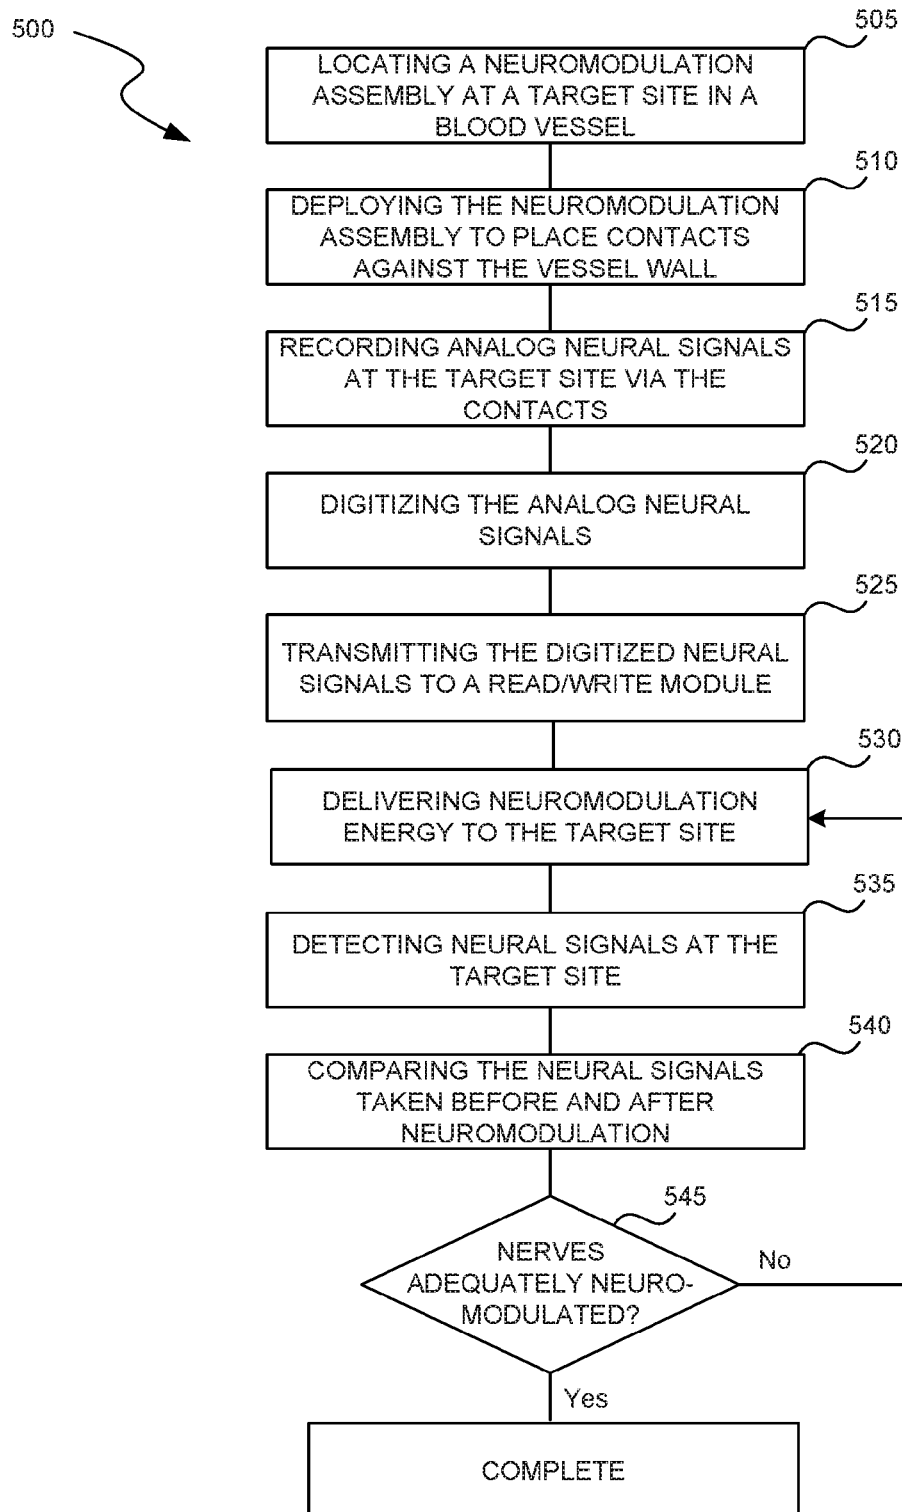 500
505
LOCATING A NEUROMODULATION
ASSEMBLY AT A TARGET SITE IN A
BLOOD VESSEL
510
DEPLOYING THE NEUROMODULATION
ASSEMBLY TO PLACE CONTACTS
AGAINST THE VESSEL WALL
515
RECORDING ANALOG NEURAL SIGNALS
AT THE TARGET SITE VIA THE
CONTACTS
520
DIGITIZING THE ANALOG NEURAL
SIGNALS
525
TRANSMITTING THE DIGITIZED NEURAL
SIGNALS TO A READ/WRITE MODULE
530
DELIVERING NEUROMODULATION
ENERGY TO THE TARGET SITE
535
DETECTING NEURAL SIGNALS AT THE
TARGET SITE
540
COMPARING THE NEURAL SIGNALS
TAKEN BEFORE AND AFTER
NEUROMODULATION
545
NERVES
ADEQUATELY NEURO-
MODULATED?
No
Yes
COMPLETE